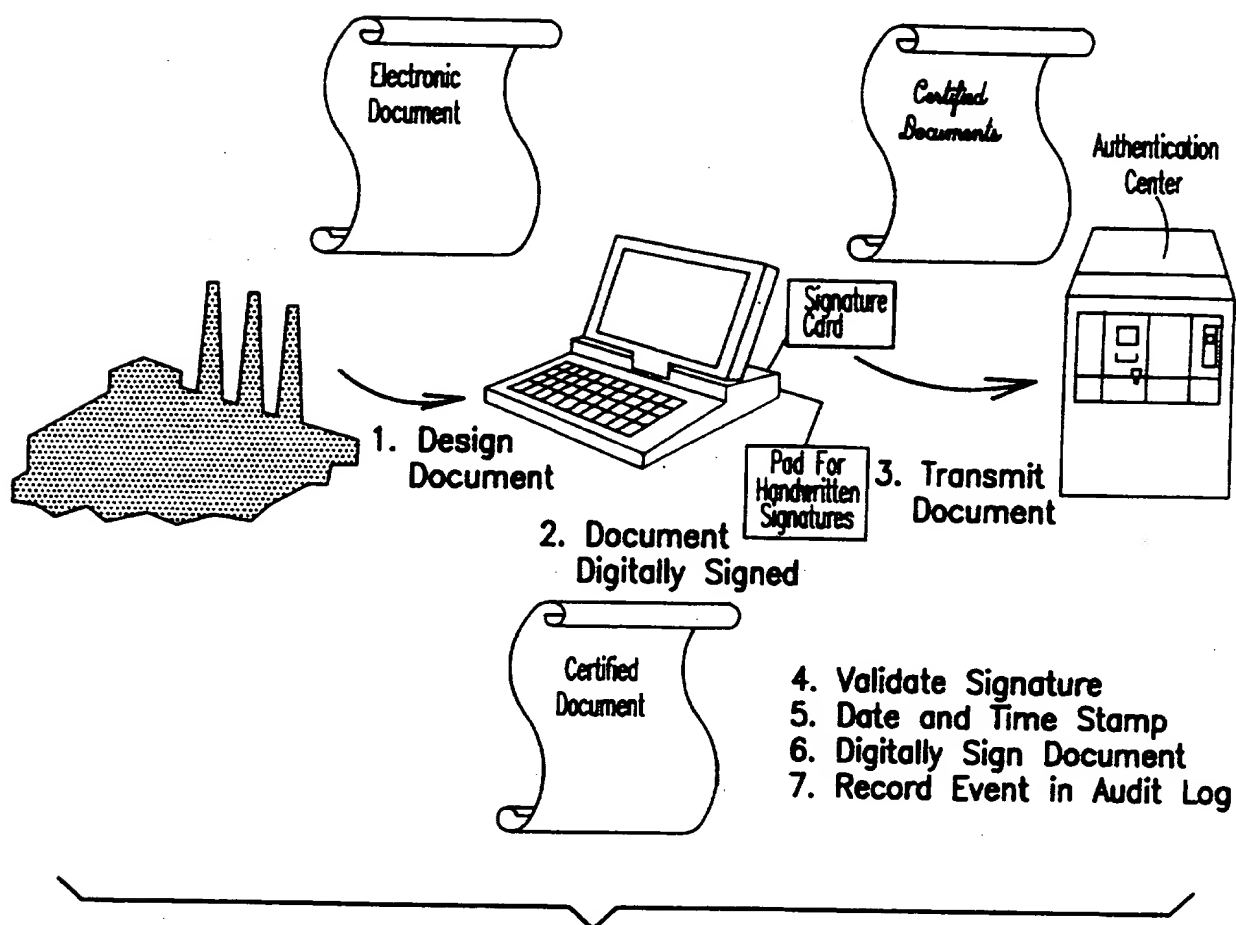 Electronic
Document
Certified
Documents
Authentication
Center
Signature
Card
1. Design
Document
Pad For
Handwritten
Signatures
3. Transmit
Document
2. Document
Digitally Signed
Certified
Document
4. Validate Signature
5. Date and Time Stamp
6. Digitally Sign Document
7. Record Event in Audit Log